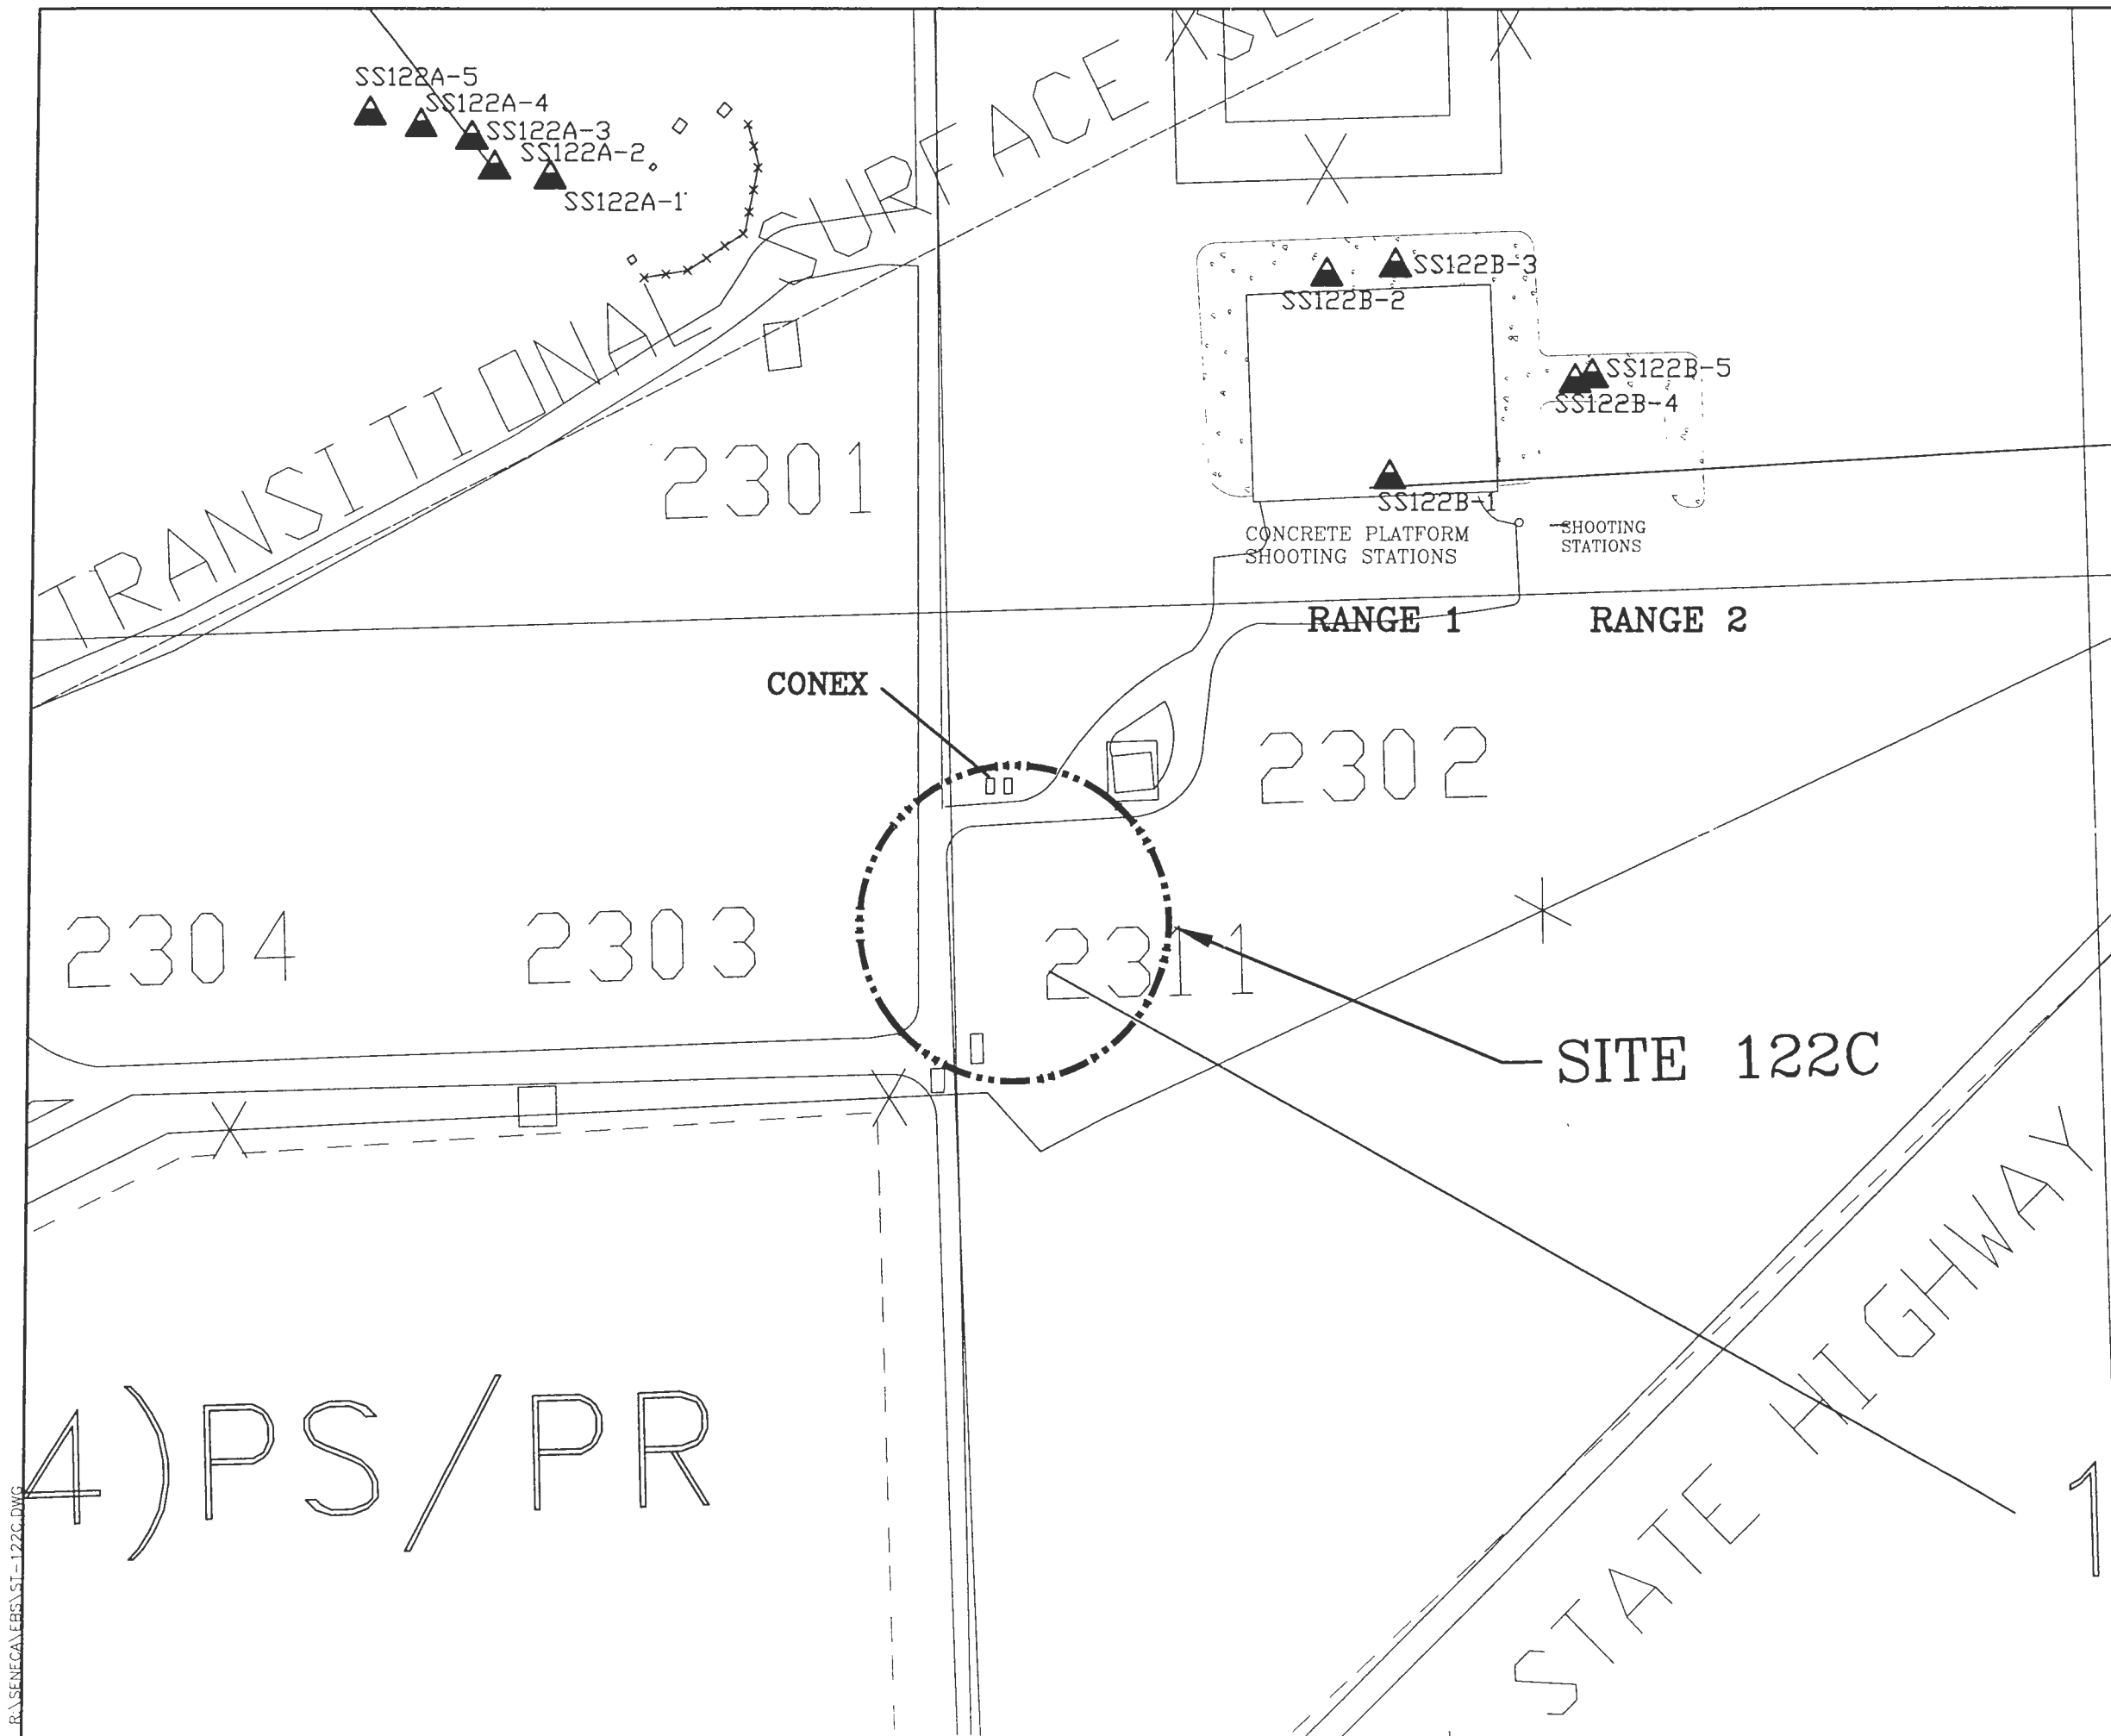 SS122A-5
SS122A-4
SS122A-3
SS122A-2
SS122A-1
TRANSITIONAL SURFACE
SS122B-3
SS122B-2
SS122B-5
SS122B-4
SS122B-1
2301
CONCRETE PLATFORM
SHOOTING STATIONS
SHOOTING
STATIONS
RANGE 1
RANGE 2
CONEX
2302
2304
2303
2311
SITE 122C
STATE HIGHWAY
4)PS/PR
1
R:\SENECA\EBS\ST-122C.DWG